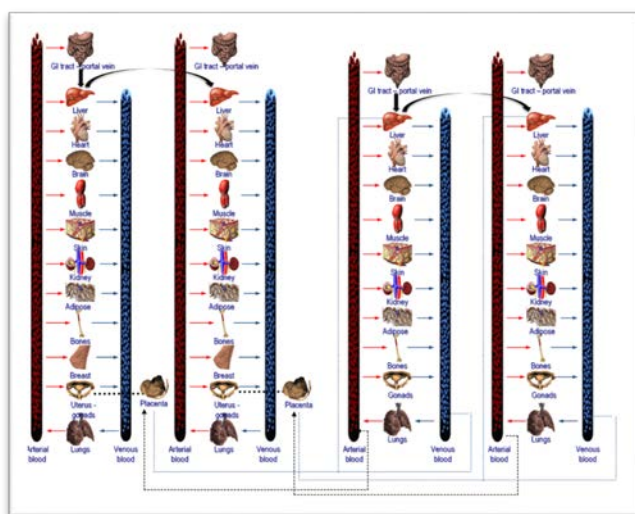 GI tract – portal vein
Liver
Heart
Brain
Muscle
Skin
Kidney
Adipose
Bones
Breast
Uterus - gonads
Placenta
Arterial blood
Lungs
Venous blood
GI tract – portal vein
Liver
Heart
Brain
Muscle
Skin
Kidney
Adipose
Bones
Breast
Uterus - gonads
Placenta
Arterial blood
Lungs
Venous blood
GI tract – portal vein
Liver
Heart
Brain
Muscle
Skin
Kidney
Adipose
Bones
Gonads
Arterial blood
Lungs
Venous blood
GI tract – portal vein
Liver
Heart
Brain
Muscle
Skin
Kidney
Adipose
Bones
Gonads
Arterial blood
Lungs
Venous blood